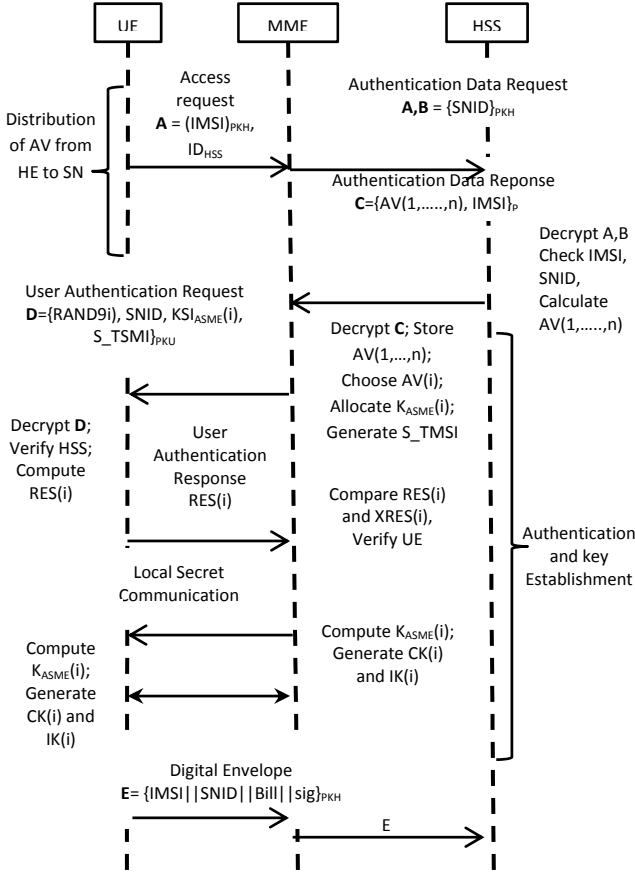 UE
MME
HSS
Access
request
A = (IMSI)PKH,
IDHSS
Authentication Data Request
A,B = {SNID}PKH
Distribution
of AV from
HE to SN
Authentication Data Reponse
C={AV(1,…..,n), IMSI}P
Decrypt A,B
Check IMSI,
SNID,
Calculate
AV(1,…..,n)
User Authentication Request
D={RAND9i), SNID, KSIASME(i),
S_TSMI}PKU
Decrypt C; Store
AV(1,…,n);
Choose AV(i);
Allocate KASME(i);
Generate S_TMSI
Decrypt D;
Verify HSS;
Compute
RES(i)
User
Authentication
Response
RES(i)
Compare RES(i)
and XRES(i),
Verify UE
Authentication
and key
Establishment
Local Secret
Communication
Compute
KASME(i);
Generate
CK(i) and
IK(i)
Compute KASME(i);
Generate CK(i)
and IK(i)
Digital Envelope
E= {IMSI||SNID||Bill||sig}PKH
E